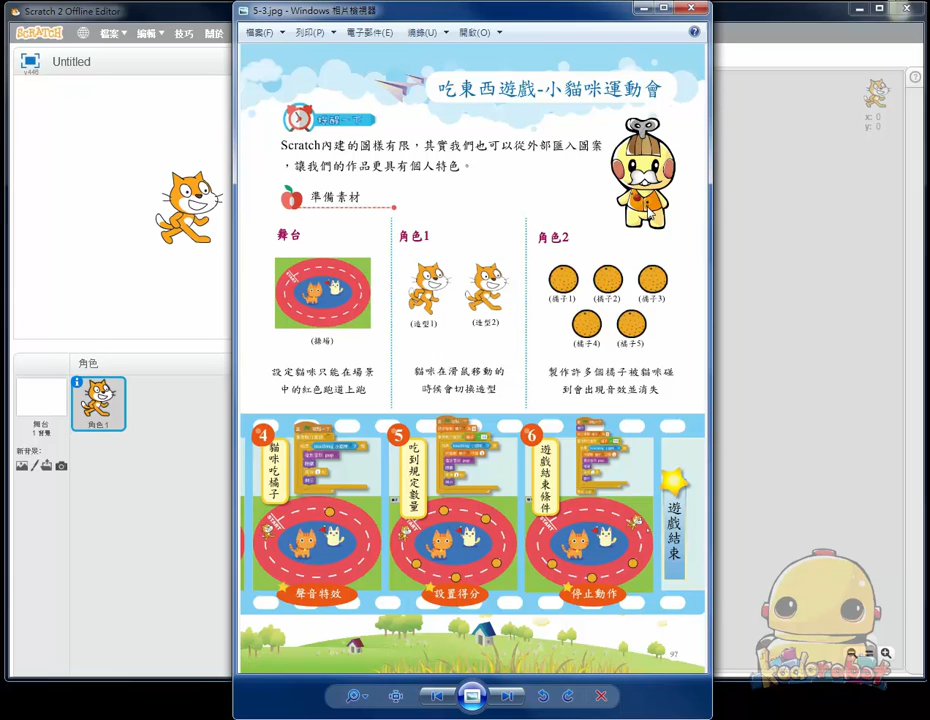 Scratch 2 Offline Editor
5-3.jpg - Windows 相片檢視器
SCRATCH
檔案
編輯
技巧
關於
檔案(F)
列印(P)
電子郵件(E)
燒錄(U)
開啟(O)
v446
Untitled
x: 0
y: 0
吃東西遊戲-小貓咪運動會
提醒一下
Scratch內建的圖樣有限，其實我們也可以從外部匯入圖案
，讓我們的作品更具有個人特色。
準備素材
舞台
角色1
角色2
(操場)
(造型1)
(造型2)
(橘子1)
(橘子2)
(橘子3)
(橘子4)
(橘子5)
設定貓咪只能在場景
中的紅色跑道上跑
貓咪在滑鼠移動的
時候會切換造型
製作許多個橘子被貓咪碰
到會出現音效並消失
角色
角色1
舞台
1 背景
新背景:
4
貓咪吃橘子
START
聲音特效
5
吃到規定數量
START
設置得分
6
遊戲結束條件
START
停止動作
遊戲結束
97
kodorobot